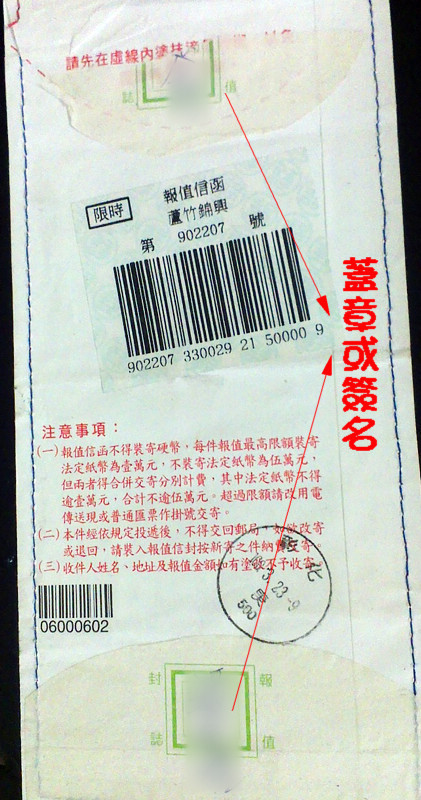 請先在虛線內塗抹
誌 值
限時
報值信函
蘆竹錦興
第 902207 號
902207 330029 21 50000 9
蓋章或簽名
注意事項：
(一)報值信函不得裝寄硬幣，每件報值最高限額裝寄
法定紙幣為壹萬元，不裝寄法定紙幣為伍萬元，
但兩者得合併交寄分別計費，其中法定紙幣不得
逾壹萬元，合計不逾伍萬元。超過限額請改用電
傳送現或普通匯票作掛號交寄。
(二)本件經依規定投遞後，不得交回郵局，如欲改寄
或退回，請裝入報值信封按新寄之件納費交寄。
(三)收件人姓名、地址及報值金額如有塗改不予收寄。
06000602
封 報
誌 值